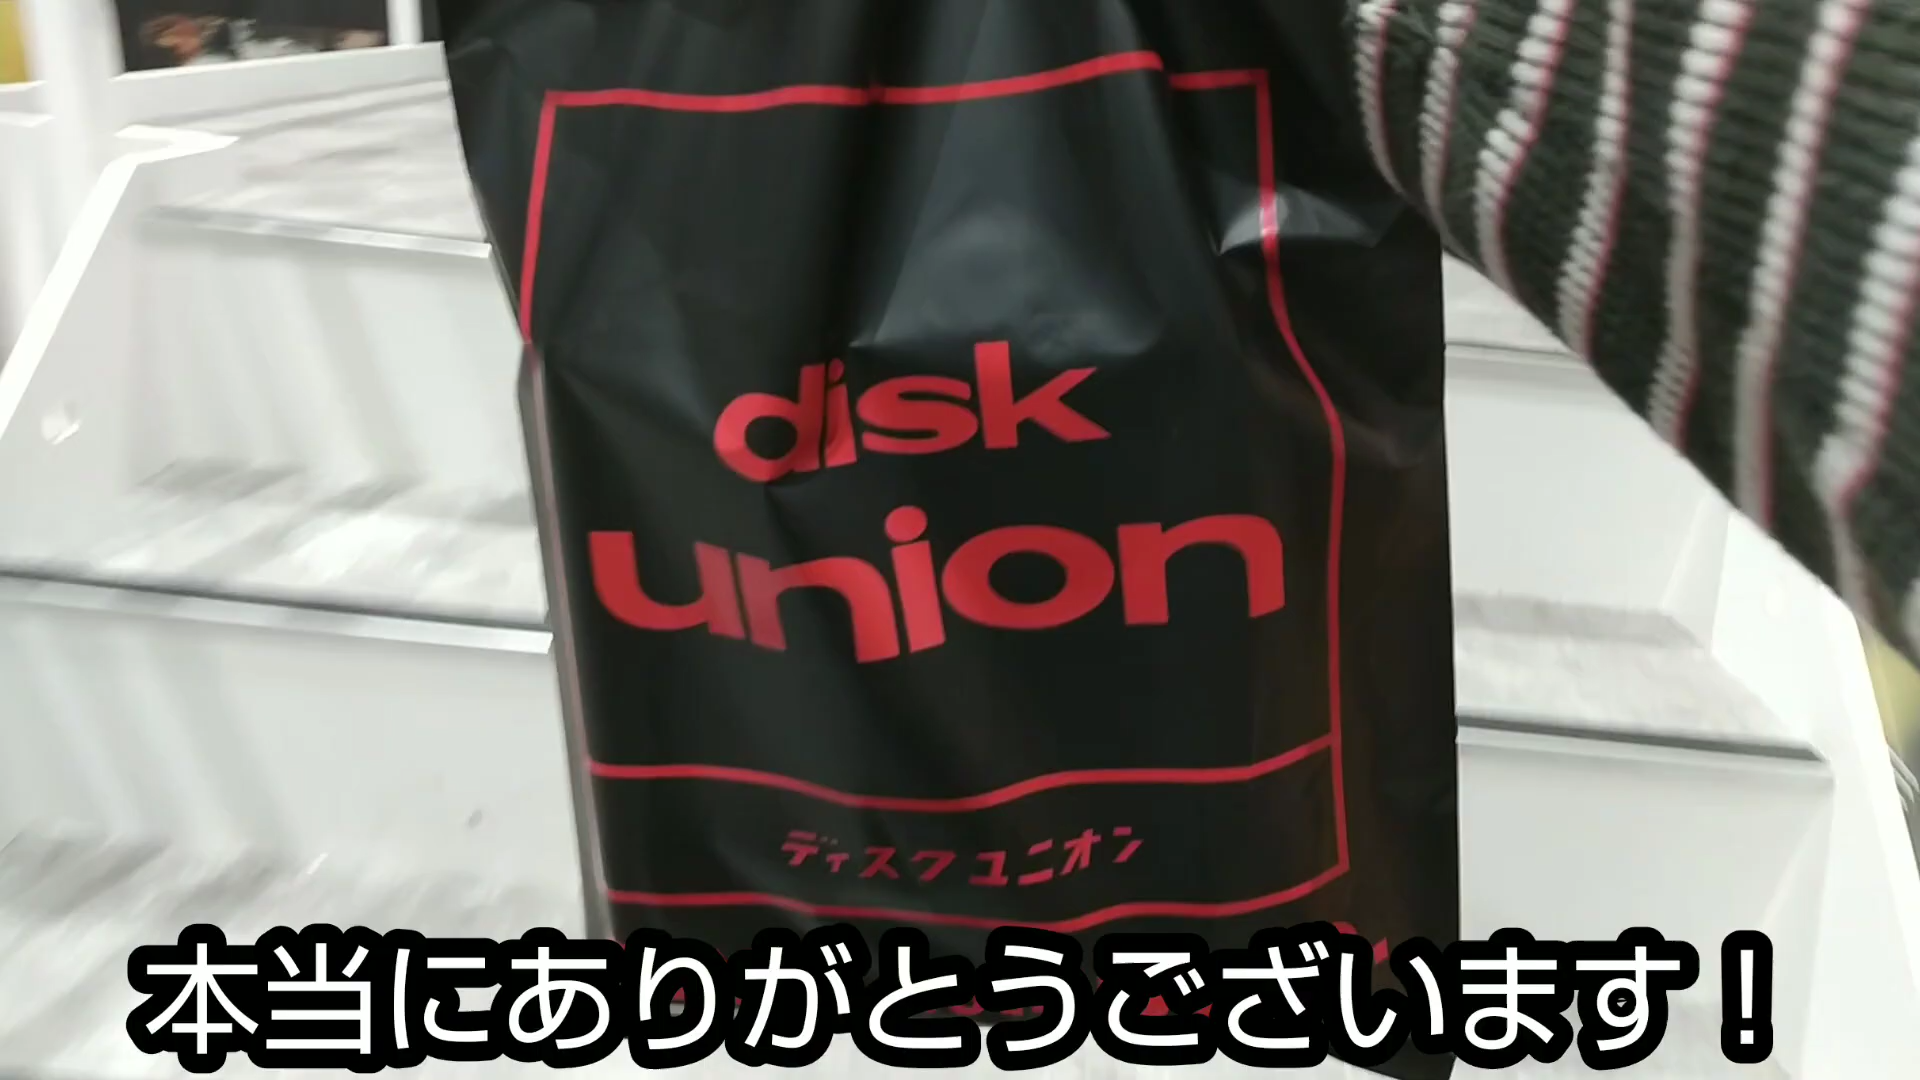 disk
union
ディスク ユニオン
本当にありがとうございます！